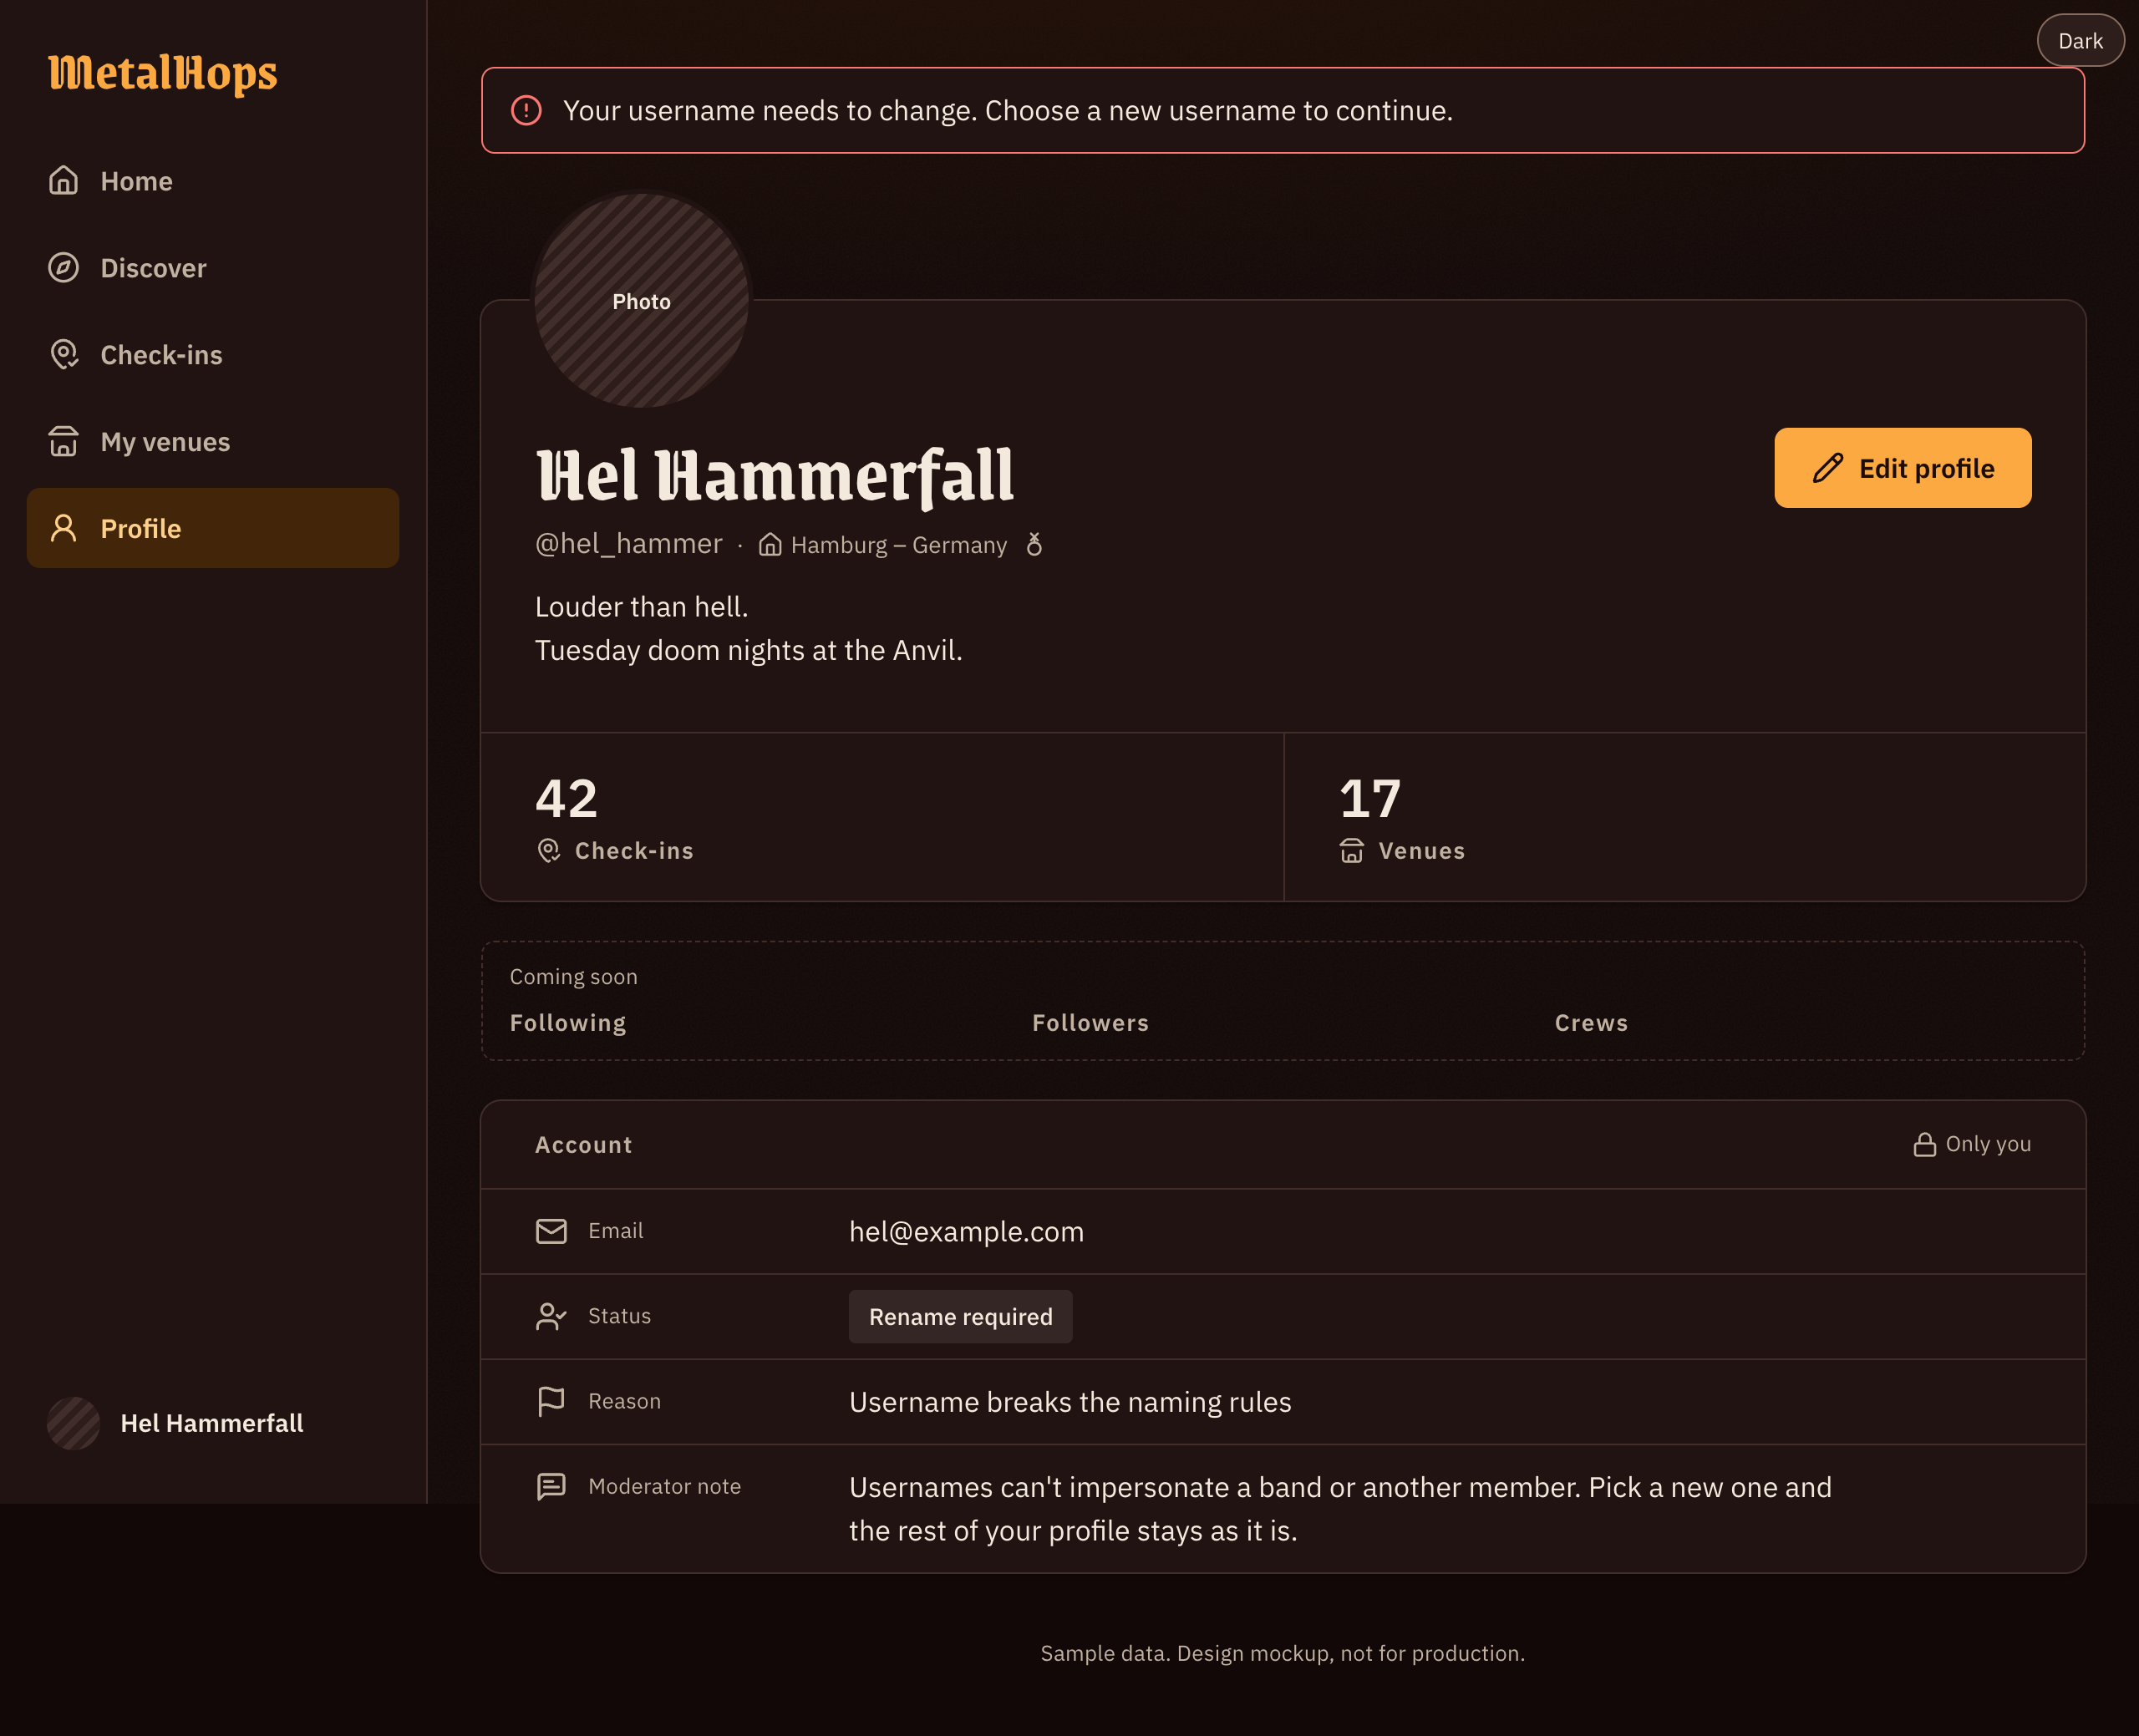 MetalHops
Dark
Your username needs to change. Choose a new username to continue.
Home
Discover
Check-ins
My venues
Profile
Photo
Hel Hammerfall
Edit profile
@hel_hammer · Hamburg – Germany
Louder than hell.
Tuesday doom nights at the Anvil.
42
Check-ins
17
Venues
Coming soon
Following
Followers
Crews
Account
Only you
Email
hel@example.com
Status
Rename required
Reason
Username breaks the naming rules
Moderator note
Usernames can't impersonate a band or another member. Pick a new one and
the rest of your profile stays as it is.
Hel Hammerfall
Sample data. Design mockup, not for production.